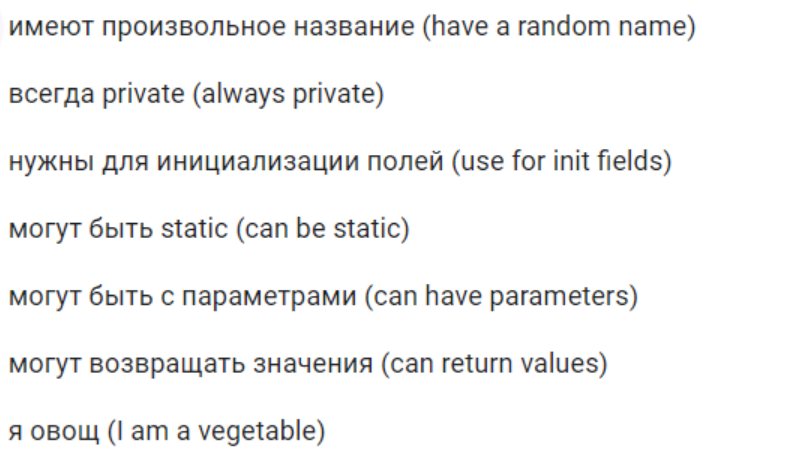 имеют произвольное название (have a random name)
всегда private (always private)
нужны для инициализации полей (use for init fields)
могут быть static (can be static)
могут быть с параметрами (can have parameters)
могут возвращать значения (can return values)
я овощ (I am a vegetable)